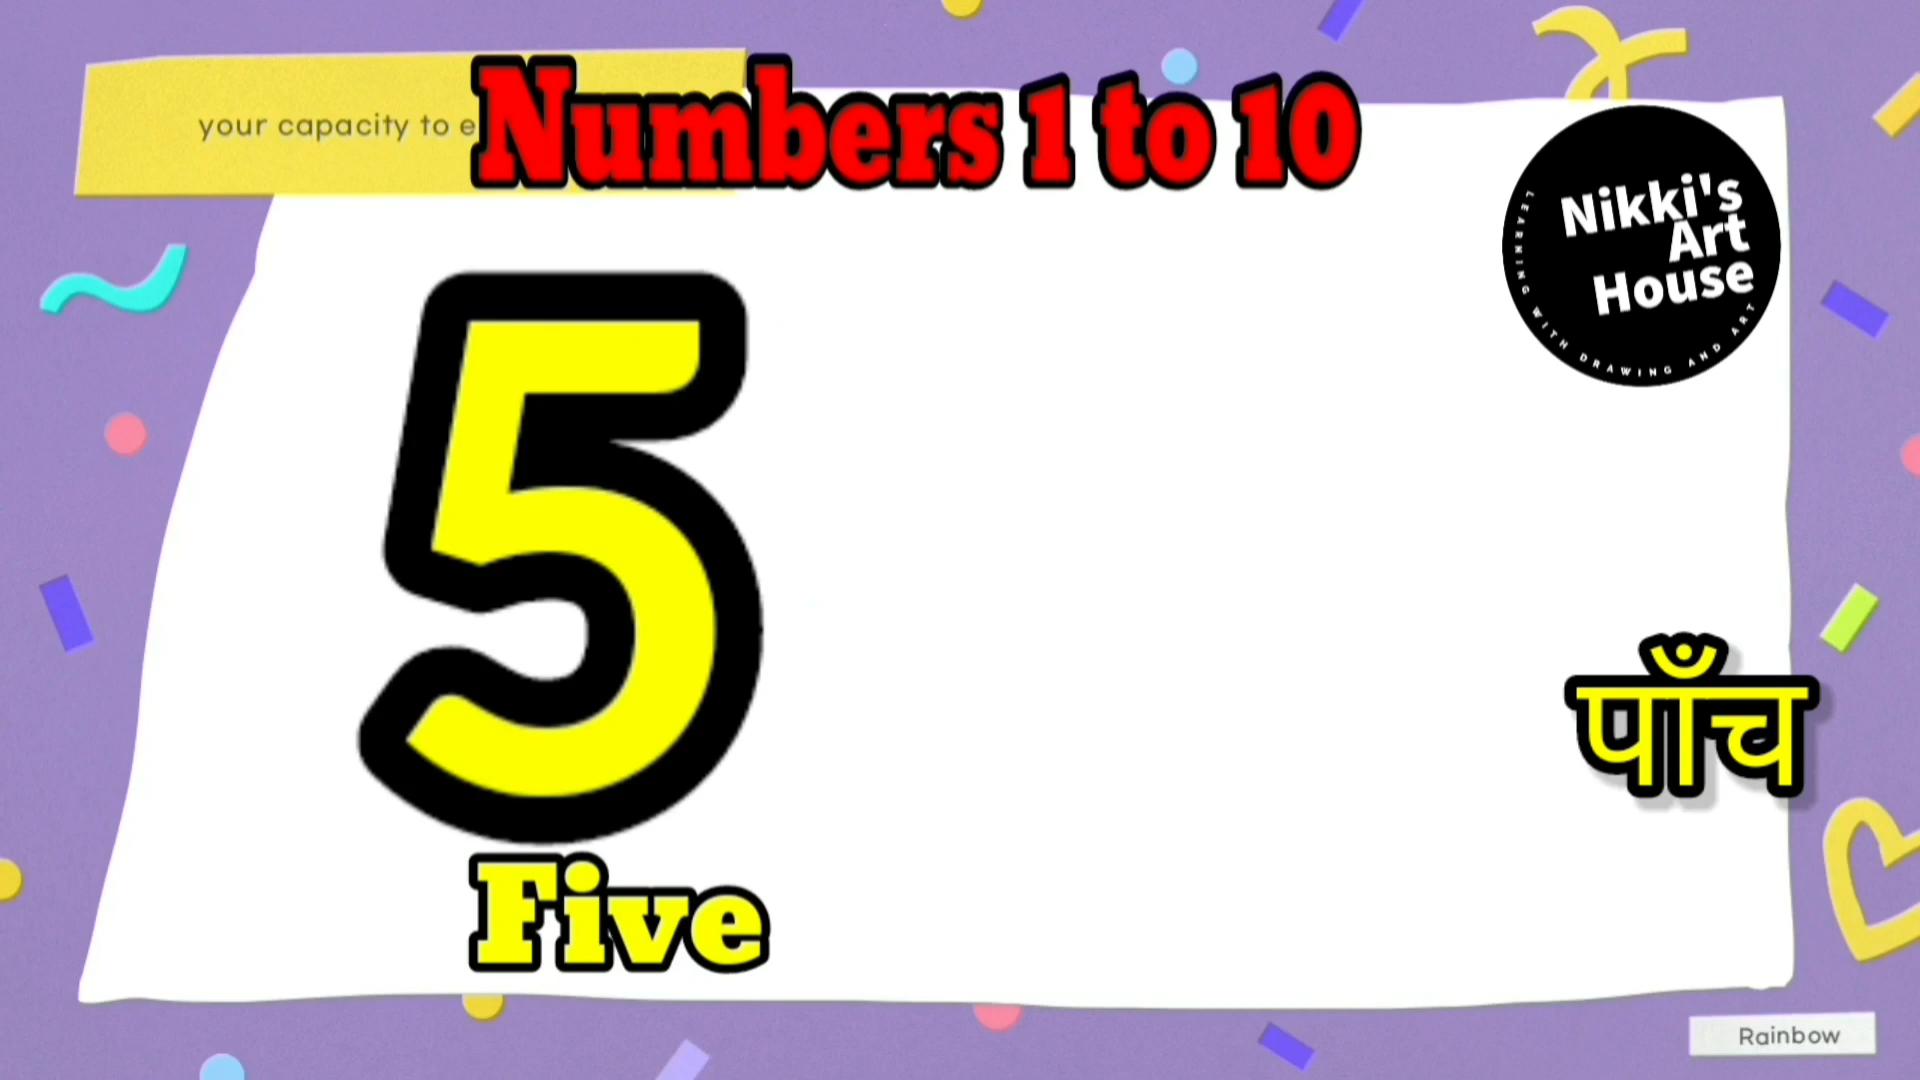 your capacity to e
Numbers 1 to 10
Nikki's
Art
House
LEARNING WITH DRAWING AND ART
5
पाँच
Five
Rainbow